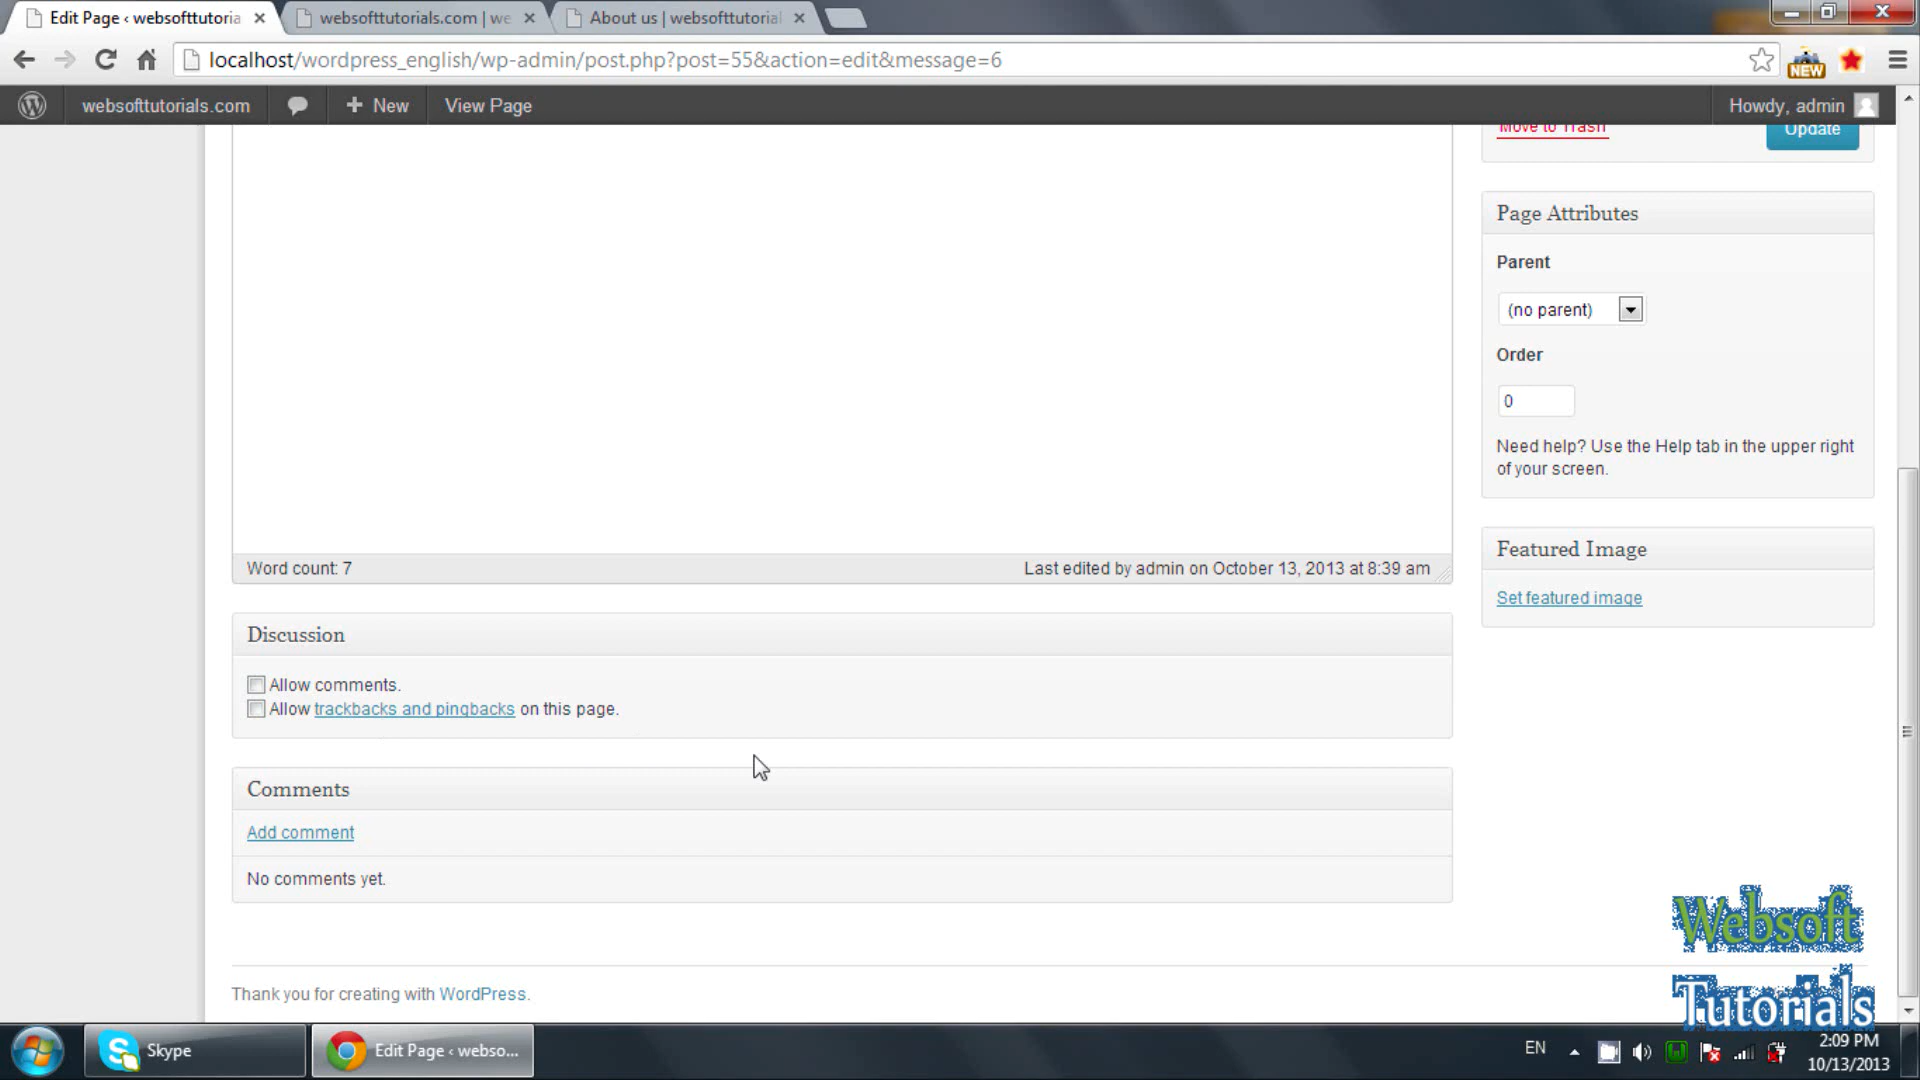 Edit Page ‹ websofttutoria
websofttutorials.com | we
About us | websofttutorial
localhost/wordpress_english/wp-admin/post.php?post=55&action=edit&message=6
NEW
websofttutorials.com
+ New
View Page
Howdy, admin
Move to Trash
Update
Page Attributes
Parent
(no parent)
Order
0
Need help? Use the Help tab in the upper right
of your screen.
Word count: 7
Last edited by admin on October 13, 2013 at 8:39 am
Featured Image
Set featured image
Discussion
Allow comments.
Allow trackbacks and pingbacks on this page.
Comments
Add comment
No comments yet.
Websoft
Tutorials
Thank you for creating with WordPress.
Skype
Edit Page ‹ webso...
EN
2:09 PM
10/13/2013